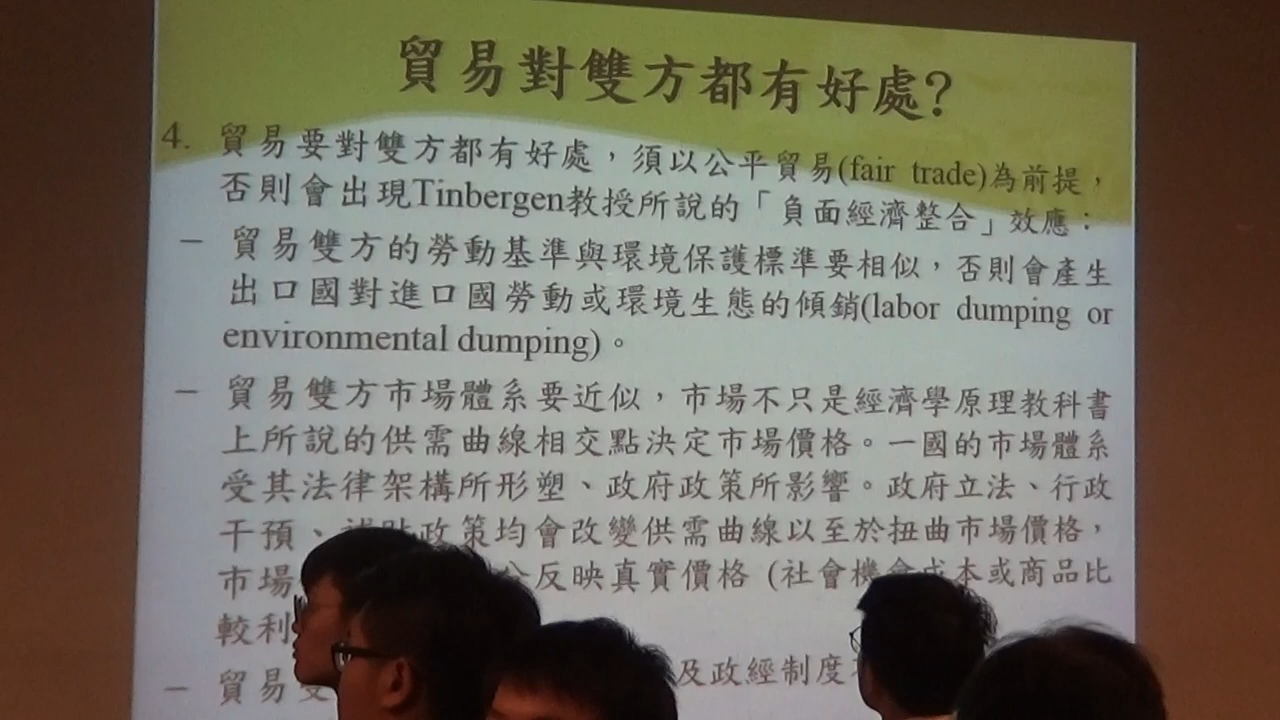 貿易對雙方都有好處?
4. 貿易要對雙方都有好處，須以公平貿易(fair trade)為前提，
否則會出現Tinbergen教授所說的「負面經濟整合」效應：
– 貿易雙方的勞動基準與環境保護標準要相似，否則會產生
出口國對進口國勞動或環境生態的傾銷(labor dumping or
environmental dumping)。
– 貿易雙方市場體系要近似，市場不只是經濟學原理教科書
上所說的供需曲線相交點決定市場價格。一國的市場體系
受其法律架構所形塑、政府政策所影響。政府立法、行政
干預、補貼政策均會改變供需曲線以至於扭曲市場價格，
市場 反映真實價格 (社會機會成本或商品比
較利
– 貿易 及政經制度